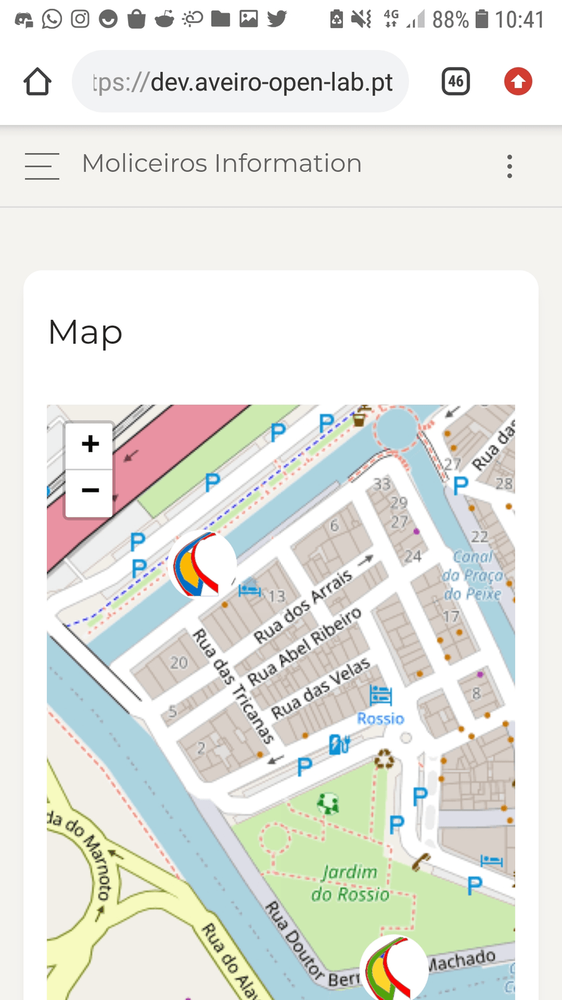 4G
88%
10:41
tps://dev.aveiro-open-lab.pt
46
Moliceiros Information
Map
+
−
P
P
P
P
P
27
Rua das
P
28
33
29
27
6
22
24
Canal
da Praça
do Peixe
13
Rua dos Arrais
17
Rua Abel Ribeiro
Rua das Tricanas
20
Rua das Velas
8
5
Rossio
2
P
P
P
da do Marnoto
Jardim
do Rossio
P
Rua Doutor
Rua do Alav
Bern
Machado